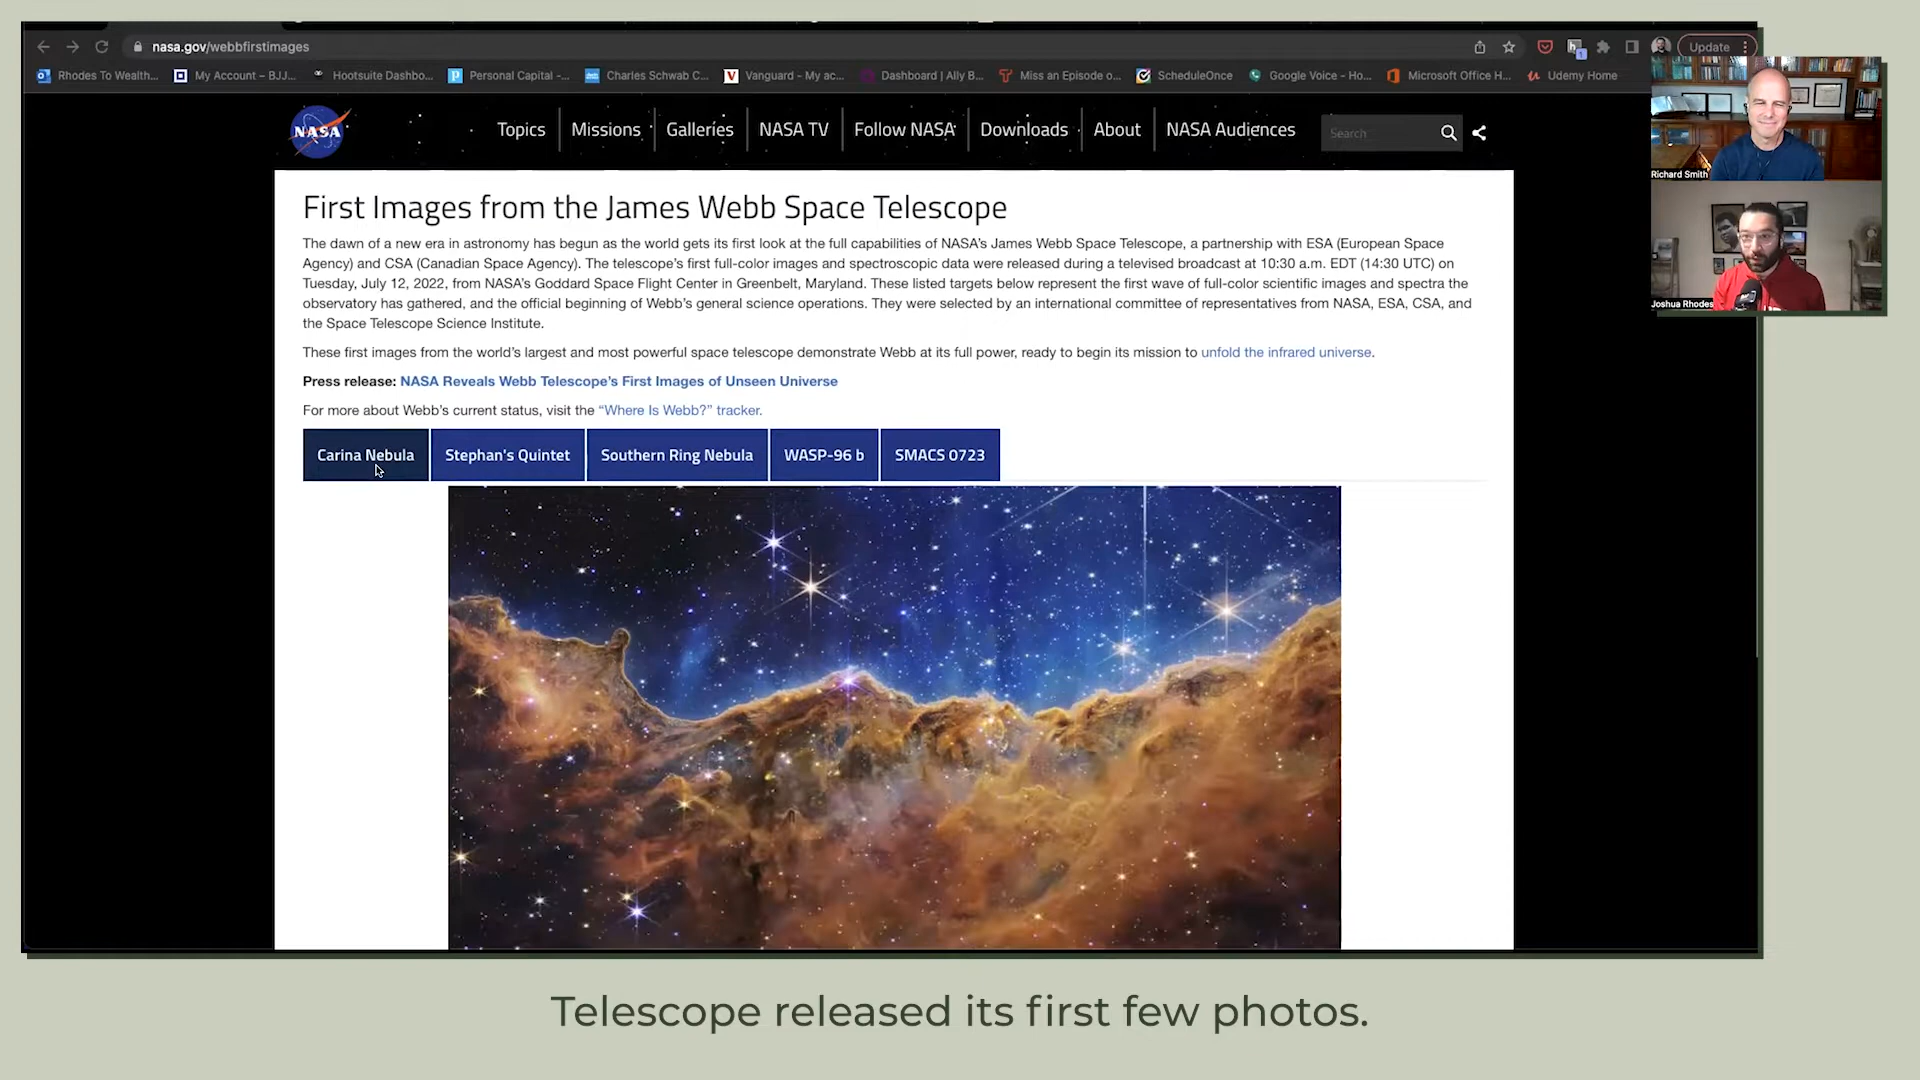 nasa.gov/webbfirstimages
Update
Rhodes To Wealth...
My Account – BJJ...
Hootsuite Dashbo...
Personal Capital -...
Charles Schwab C...
Vanguard - My ac...
Dashboard | Ally B...
Miss an Episode o...
ScheduleOnce
Google Voice - Ho...
Microsoft Office H...
Udemy Home
NASA
Topics
Missions
Galleries
NASA TV
Follow NASA
Downloads
About
NASA Audiences
Search
Richard Smith
Joshua Rhodes
First Images from the James Webb Space Telescope
The dawn of a new era in astronomy has begun as the world gets its first look at the full capabilities of NASA's James Webb Space Telescope, a partnership with ESA (European Space
Agency) and CSA (Canadian Space Agency). The telescope's first full-color images and spectroscopic data were released during a televised broadcast at 10:30 a.m. EDT (14:30 UTC) on
Tuesday, July 12, 2022, from NASA's Goddard Space Flight Center in Greenbelt, Maryland. These listed targets below represent the first wave of full-color scientific images and spectra the
observatory has gathered, and the official beginning of Webb's general science operations. They were selected by an international committee of representatives from NASA, ESA, CSA, and
the Space Telescope Science Institute.
These first images from the world's largest and most powerful space telescope demonstrate Webb at its full power, ready to begin its mission to unfold the infrared universe.
Press release: NASA Reveals Webb Telescope's First Images of Unseen Universe
For more about Webb's current status, visit the "Where Is Webb?" tracker.
Carina Nebula
Stephan's Quintet
Southern Ring Nebula
WASP-96 b
SMACS 0723
Telescope released its first few photos.